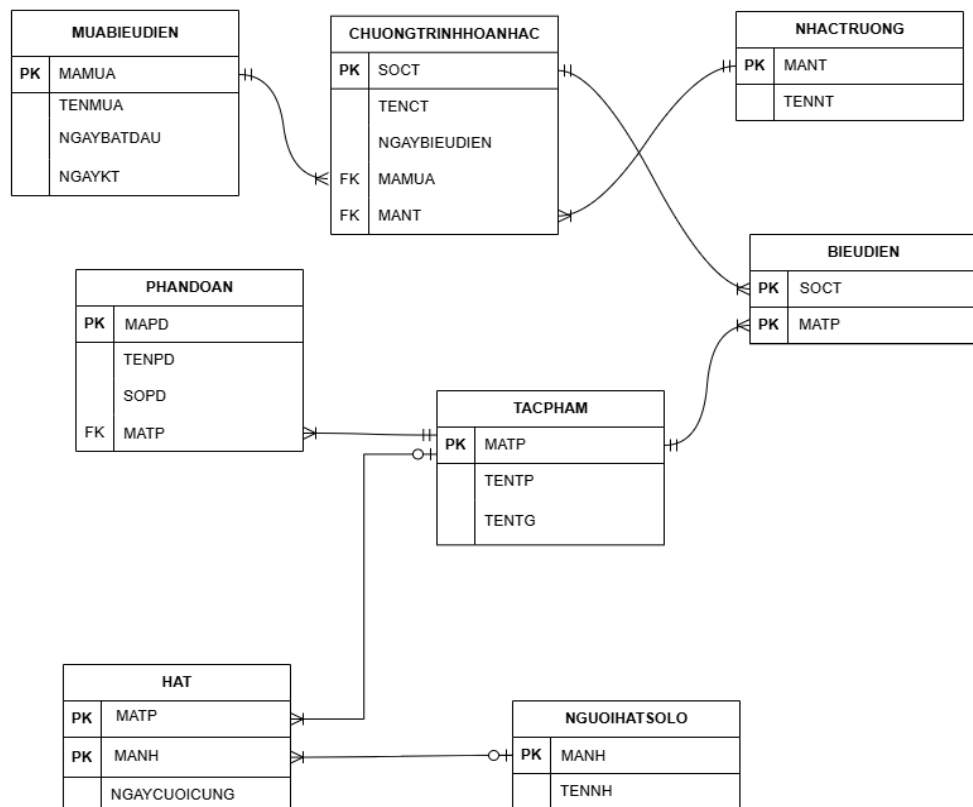 MUABIEUDIEN
PK MAMUA
TENMUA
NGAYBATDAU
NGAYKT
CHUONGTRINHHOANHAC
PK SOCT
TENCT
NGAYBIEUDIEN
FK MAMUA
FK MANT
NHACTRUONG
PK MANT
TENNT
BIEUDIEN
PK SOCT
PK MATP
PHANDOAN
PK MAPD
TENPD
SOPD
FK MATP
TACPHAM
PK MATP
TENTP
TENTG
HAT
PK MATP
PK MANH
NGAYCUOICUNG
NGUOIHATSOLO
PK MANH
TENNH